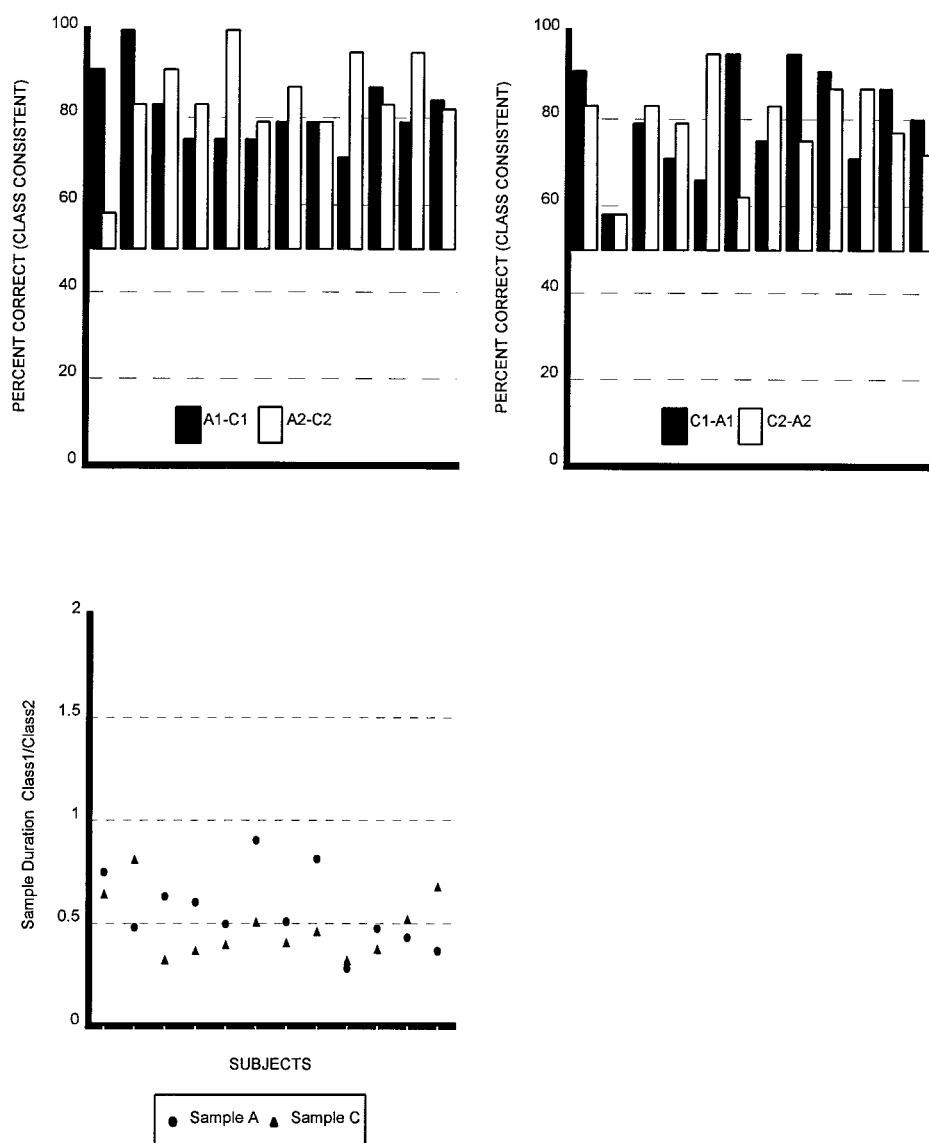 PERCENT CORRECT (CLASS CONSISTENT)
100
80
60
40
20
0
A1-C1 A2-C2
PERCENT CORRECT (CLASS CONSISTENT)
100
80
60
40
20
0
C1-A1 C2-A2
Sample Duration Class1/Class2
2
1.5
1
0.5
0
SUBJECTS
Sample A Sample C